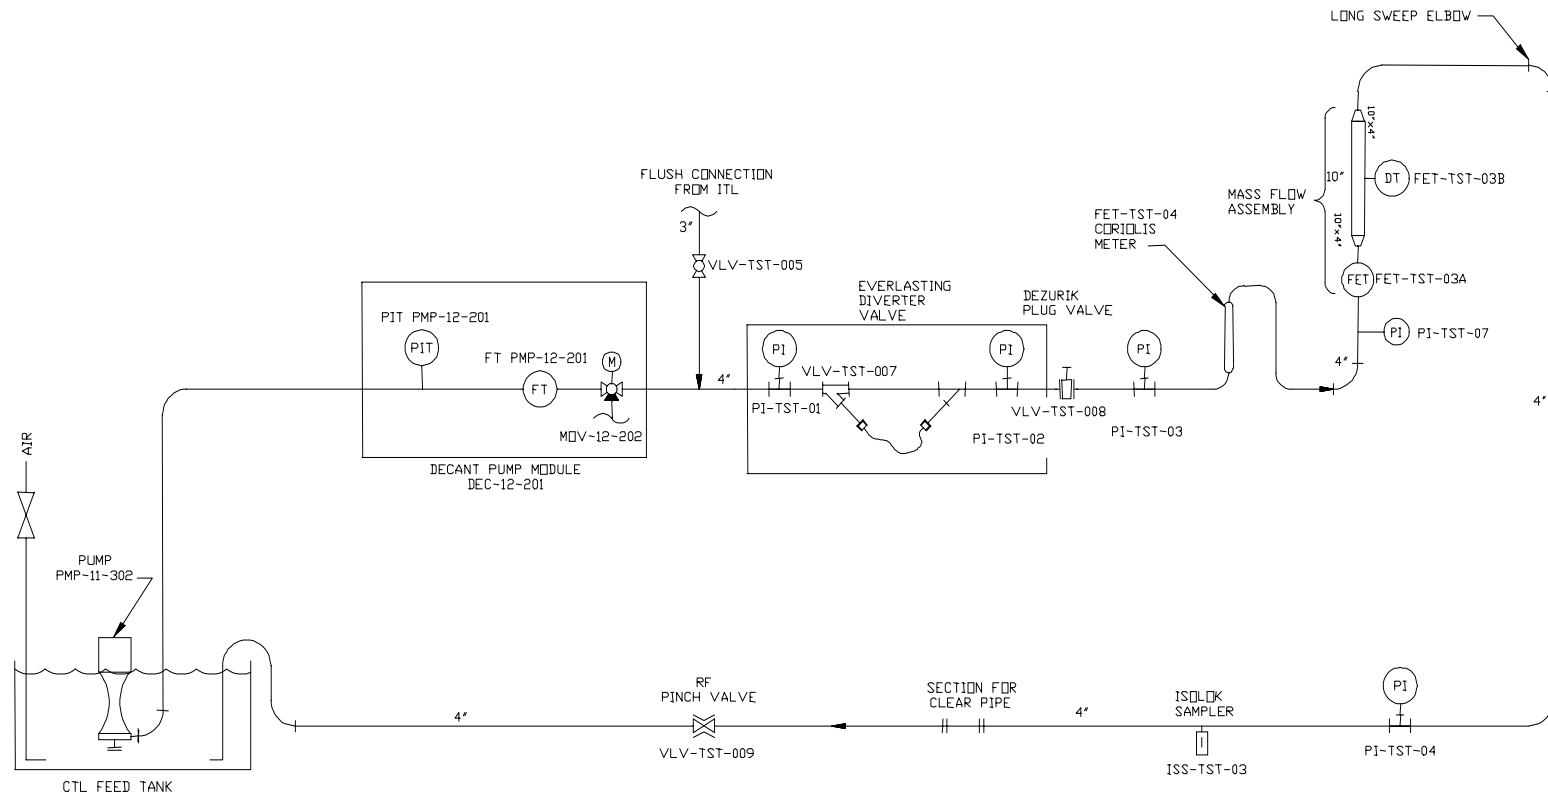 LONG SWEEP ELBOW
10"x4"
10"
DT
FET-TST-03B
MASS FLOW
ASSEMBLY
10"x4"
FET
FET-TST-03A
PI
PI-TST-07
4"
4"
FET-TST-04
CORIOLIS
METER
FLUSH CONNECTION
FROM ITL
3"
VLV-TST-005
PIT PMP-12-201
PIT
FT PMP-12-201
FT
M
MOV-12-202
DECANT PUMP MODULE
DEC-12-201
4"
EVERLASTING
DIVERTER
VALVE
PI
PI-TST-01
VLV-TST-007
PI
PI-TST-02
DEZURIK
PLUG VALVE
VLV-TST-008
PI
PI-TST-03
AIR
PUMP
PMP-11-302
CTL FEED TANK
4"
RF
PINCH VALVE
VLV-TST-009
SECTION FOR
CLEAR PIPE
4"
ISOLOK
SAMPLER
ISS-TST-03
PI
PI-TST-04